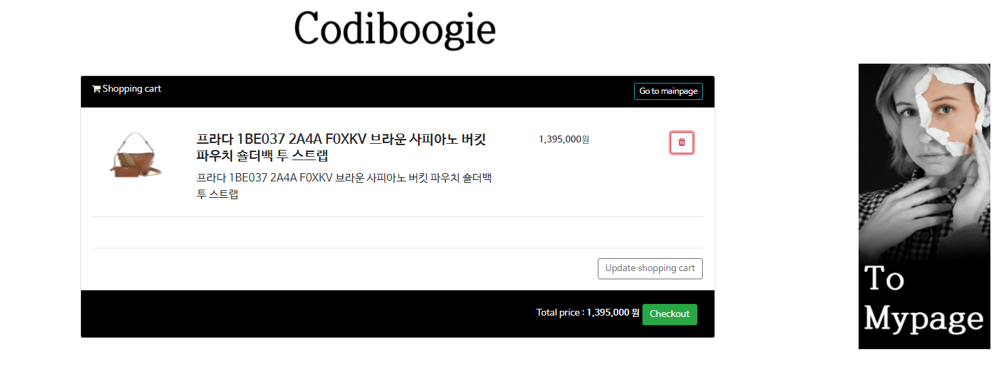 Codiboogie
Shopping cart
Go to mainpage
프라다 1BE037 2A4A F0XKV 브라운 사피아노 버킷
파우치 숄더백 투 스트랩
1,395,000원
프라다 1BE037 2A4A F0XKV 브라운 사피아노 버킷 파우치 숄더백
투 스트랩
Update shopping cart
Total price : 1,395,000 원
Checkout
To
Mypage